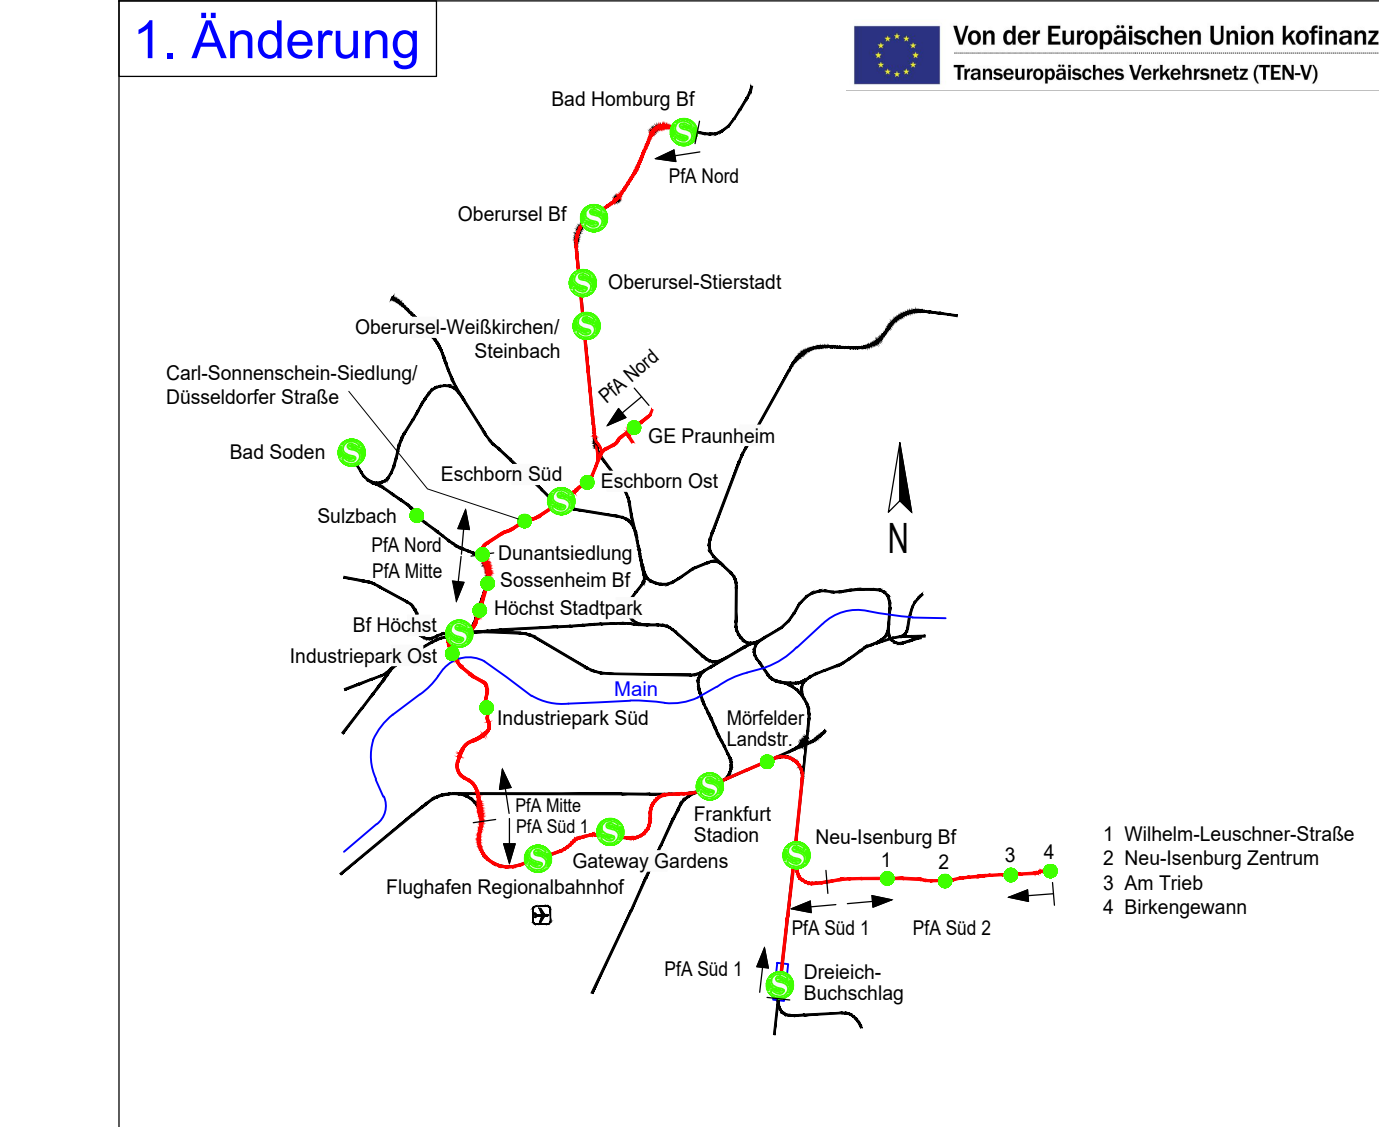 1. Änderung
Von der Europäischen Union kofinanz
Transeuropäisches Verkehrsnetz (TEN-V)
Bad Homburg Bf
S
PfA Nord
Oberursel Bf
S
S
Oberursel-Stierstadt
Oberursel-Weißkirchen/
Steinbach
S
PfA Nord
Carl-Sonnenschein-Siedlung/
Düsseldorfer Straße
GE Praunheim
Bad Soden
S
Eschborn Süd
S
Eschborn Ost
Sulzbach
PfA Nord
PfA Mitte
Dunantsiedlung
Sossenheim Bf
Höchst Stadtpark
Bf Höchst
S
Industriepark Ost
N
Main
Industriepark Süd
Mörfelder
Landstr.
PfA Mitte
PfA Süd 1
S
Frankfurt
Stadion
S
Gateway Gardens
S
Flughafen Regionalbahnhof
Neu-Isenburg Bf
S
1
2
3
4
PfA Süd 1
PfA Süd 2
1 Wilhelm-Leuschner-Straße
2 Neu-Isenburg Zentrum
3 Am Trieb
4 Birkengewann
PfA Süd 1
S
Dreieich-
Buchschlag